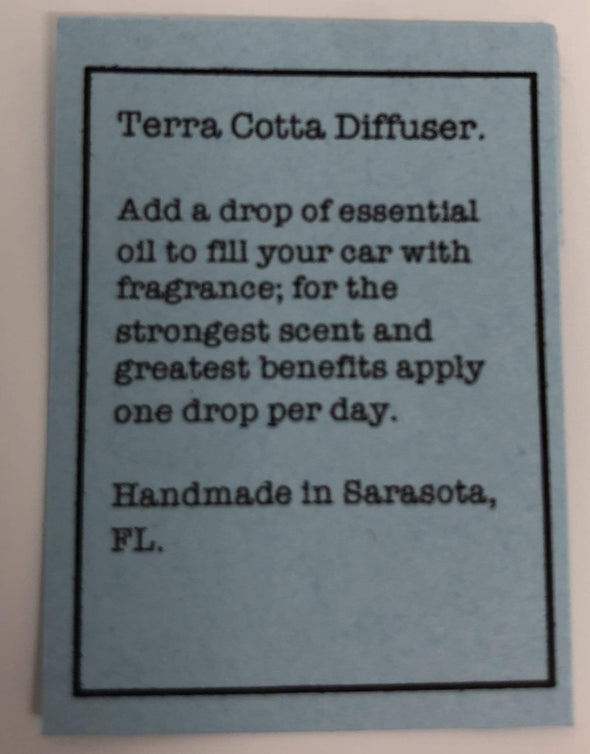 Terra Cotta Diffuser.
Add a drop of essential
oil to fill your car with
fragrance; for the
strongest scent and
greatest benefits apply
one drop per day.
Handmade in Sarasota,
FL.